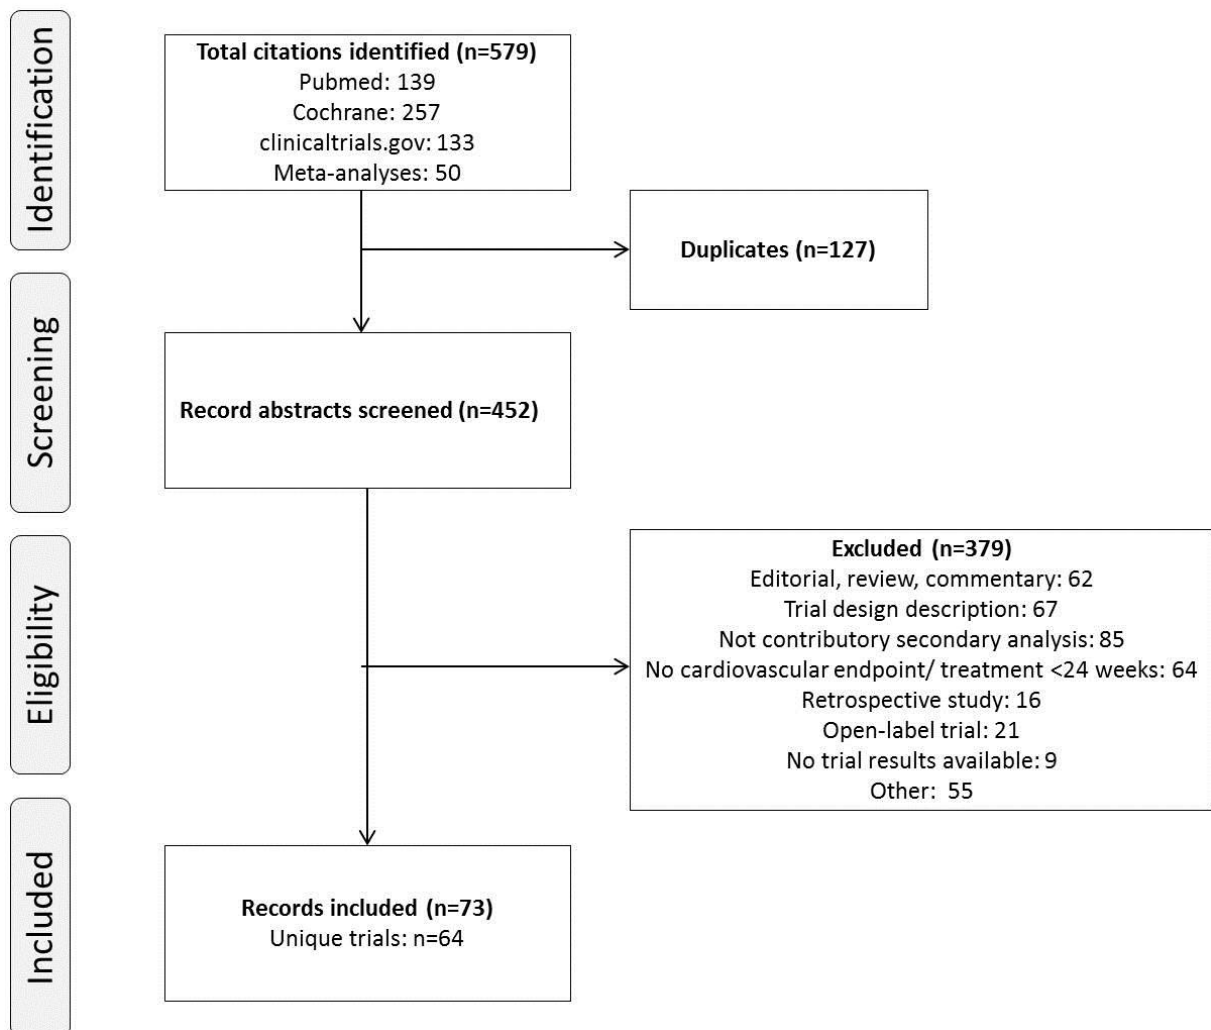 Identification
Total citations identified (n=579)
Pubmed: 139
Cochrane: 257
clinicaltrials.gov: 133
Meta-analyses: 50
Duplicates (n=127)
Screening
Record abstracts screened (n=452)
Eligibility
Excluded (n=379)
Editorial, review, commentary: 62
Trial design description: 67
Not contributory secondary analysis: 85
No cardiovascular endpoint/ treatment <24 weeks: 64
Retrospective study: 16
Open-label trial: 21
No trial results available: 9
Other:  55
Included
Records included (n=73)
Unique trials: n=64